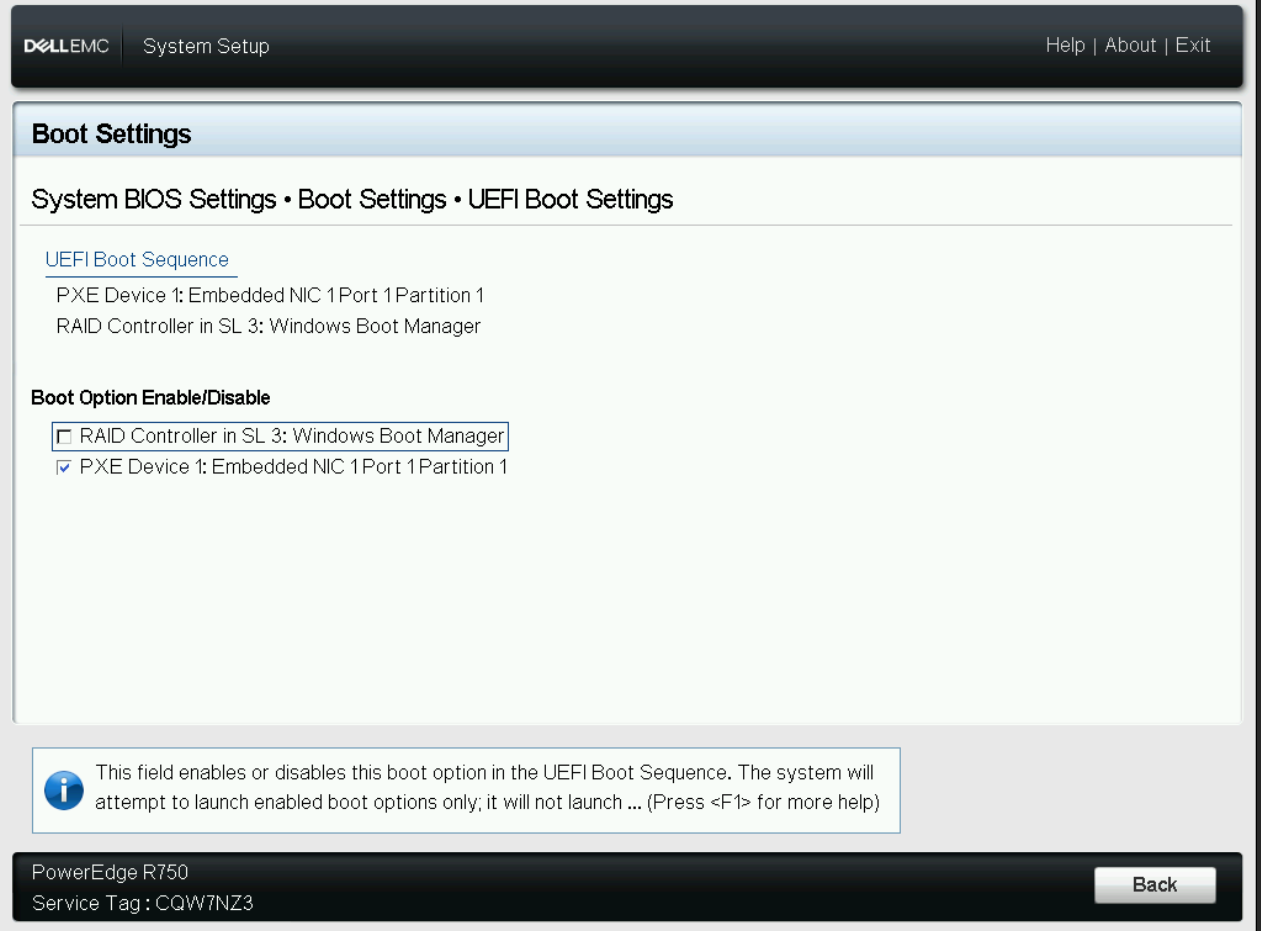 DELLEMC System Setup Help | About | Exit
Boot Settings
System BIOS Settings • Boot Settings • UEFI Boot Settings
UEFI Boot Sequence
PXE Device 1: Embedded NIC 1 Port 1 Partition 1
RAID Controller in SL 3: Windows Boot Manager
Boot Option Enable/Disable
RAID Controller in SL 3: Windows Boot Manager
PXE Device 1: Embedded NIC 1 Port 1 Partition 1
This field enables or disables this boot option in the UEFI Boot Sequence. The system will
attempt to launch enabled boot options only; it will not launch ... (Press <F1> for more help)
PowerEdge R750
Service Tag : CQW7NZ3
Back